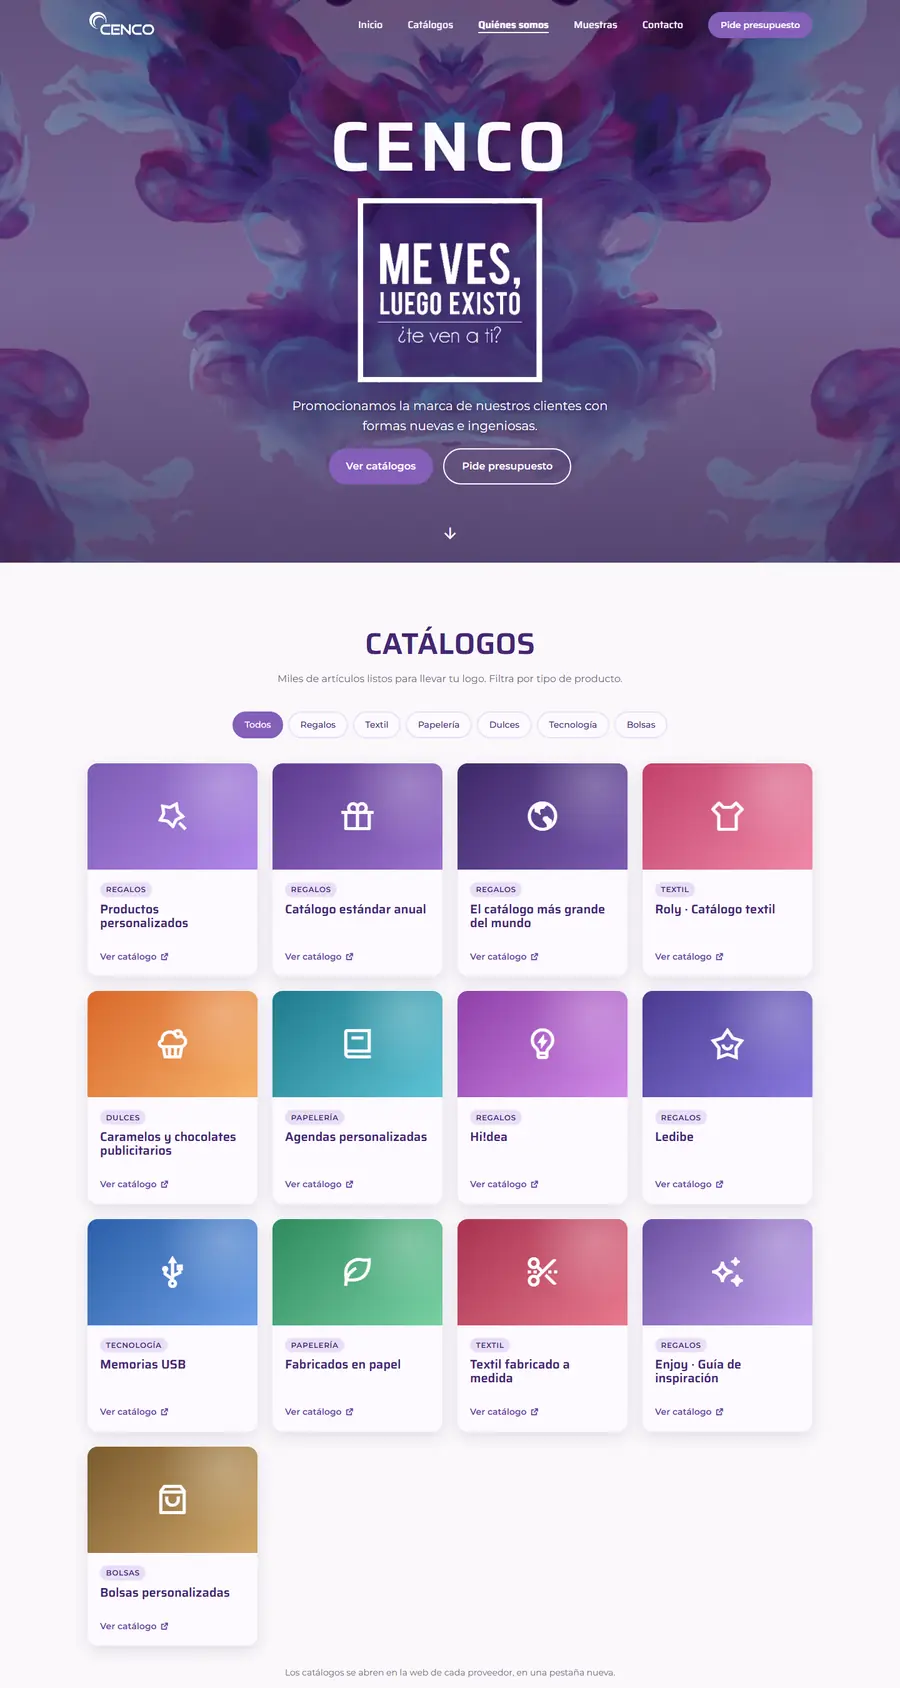 CENCO
Inicio
Catálogos
Quiénes somos
Muestras
Contacto
Pide presupuesto
CENCO
ME VES,
LUEGO EXISTO
¿te ven a ti?
Promocionamos la marca de nuestros clientes con
formas nuevas e ingeniosas.
Ver catálogos
Pide presupuesto
CATÁLOGOS
Miles de artículos listos para llevar tu logo. Filtra por tipo de producto.
Todos
Regalos
Textil
Papelería
Dulces
Tecnología
Bolsas
REGALOS
Productos
personalizados
Ver catálogo
REGALOS
Catálogo estándar anual
Ver catálogo
REGALOS
El catálogo más grande
del mundo
Ver catálogo
TEXTIL
Roly · Catálogo textil
Ver catálogo
DULCES
Caramelos y chocolates
publicitarios
Ver catálogo
PAPELERÍA
Agendas personalizadas
Ver catálogo
REGALOS
Hi!dea
Ver catálogo
REGALOS
Ledibe
Ver catálogo
TECNOLOGÍA
Memorias USB
Ver catálogo
PAPELERÍA
Fabricados en papel
Ver catálogo
TEXTIL
Textil fabricado a
medida
Ver catálogo
REGALOS
Enjoy · Guía de
inspiración
Ver catálogo
BOLSAS
Bolsas personalizadas
Ver catálogo
Los catálogos se abren en la web de cada proveedor, en una pestaña nueva.